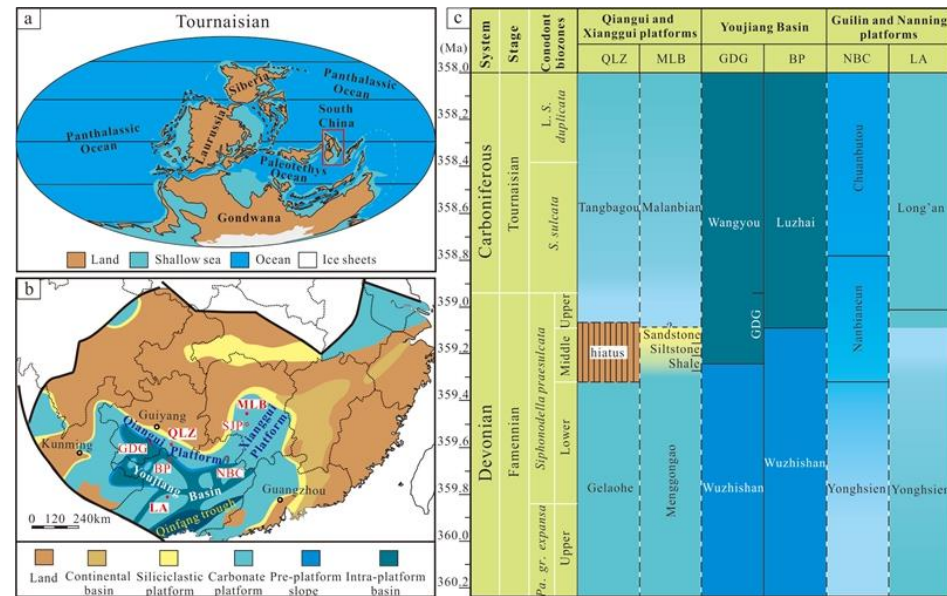 a
Tournaisian
Siberia
Panthalassic
Ocean
South
China
Panthalassic
Ocean
Laurussia
Paleotethys
Ocean
Gondwana
Land
Shallow sea
Ocean
Ice sheets
b
MLB
SJP
Guiyang
QLZ
Qiangui
Platform
Xianggui
Platform
Kunming
GDG
BP
NBC
Youjiang
Basin
LA
Guangzhou
Qinfang trough
0 120 240km
Land
Continental
basin
Siliciclastic
platform
Carbonate
platform
Pre-platform
slope
Intra-platform
basin
c
(Ma)
System
Stage
Conodont
biozones
Qiangui and
Xianggui platforms
Youjiang Basin
Guilin and Nanning
platforms
QLZ
MLB
GDG
BP
NBC
LA
358.0
358.2
358.4
358.6
358.8
359.0
359.2
359.4
359.6
359.8
360.0
360.2
Carboniferous
Devonian
Tournaisian
Famennian
L. S.
duplicata
S. sulcata
Siphonodella praesulcata
Upper
Middle
Lower
Pa. gr. expansa
Upper
Tangbagou
hiatus
Gelaohe
Malanbian
?
Sandstone
Siltstone
Shale
Menggongao
Wangyou
GDG
Wuzhishan
Luzhai
Wuzhishan
Chuanbutou
Nanbiancun
Yonghsien
Long'an
Yonghsien